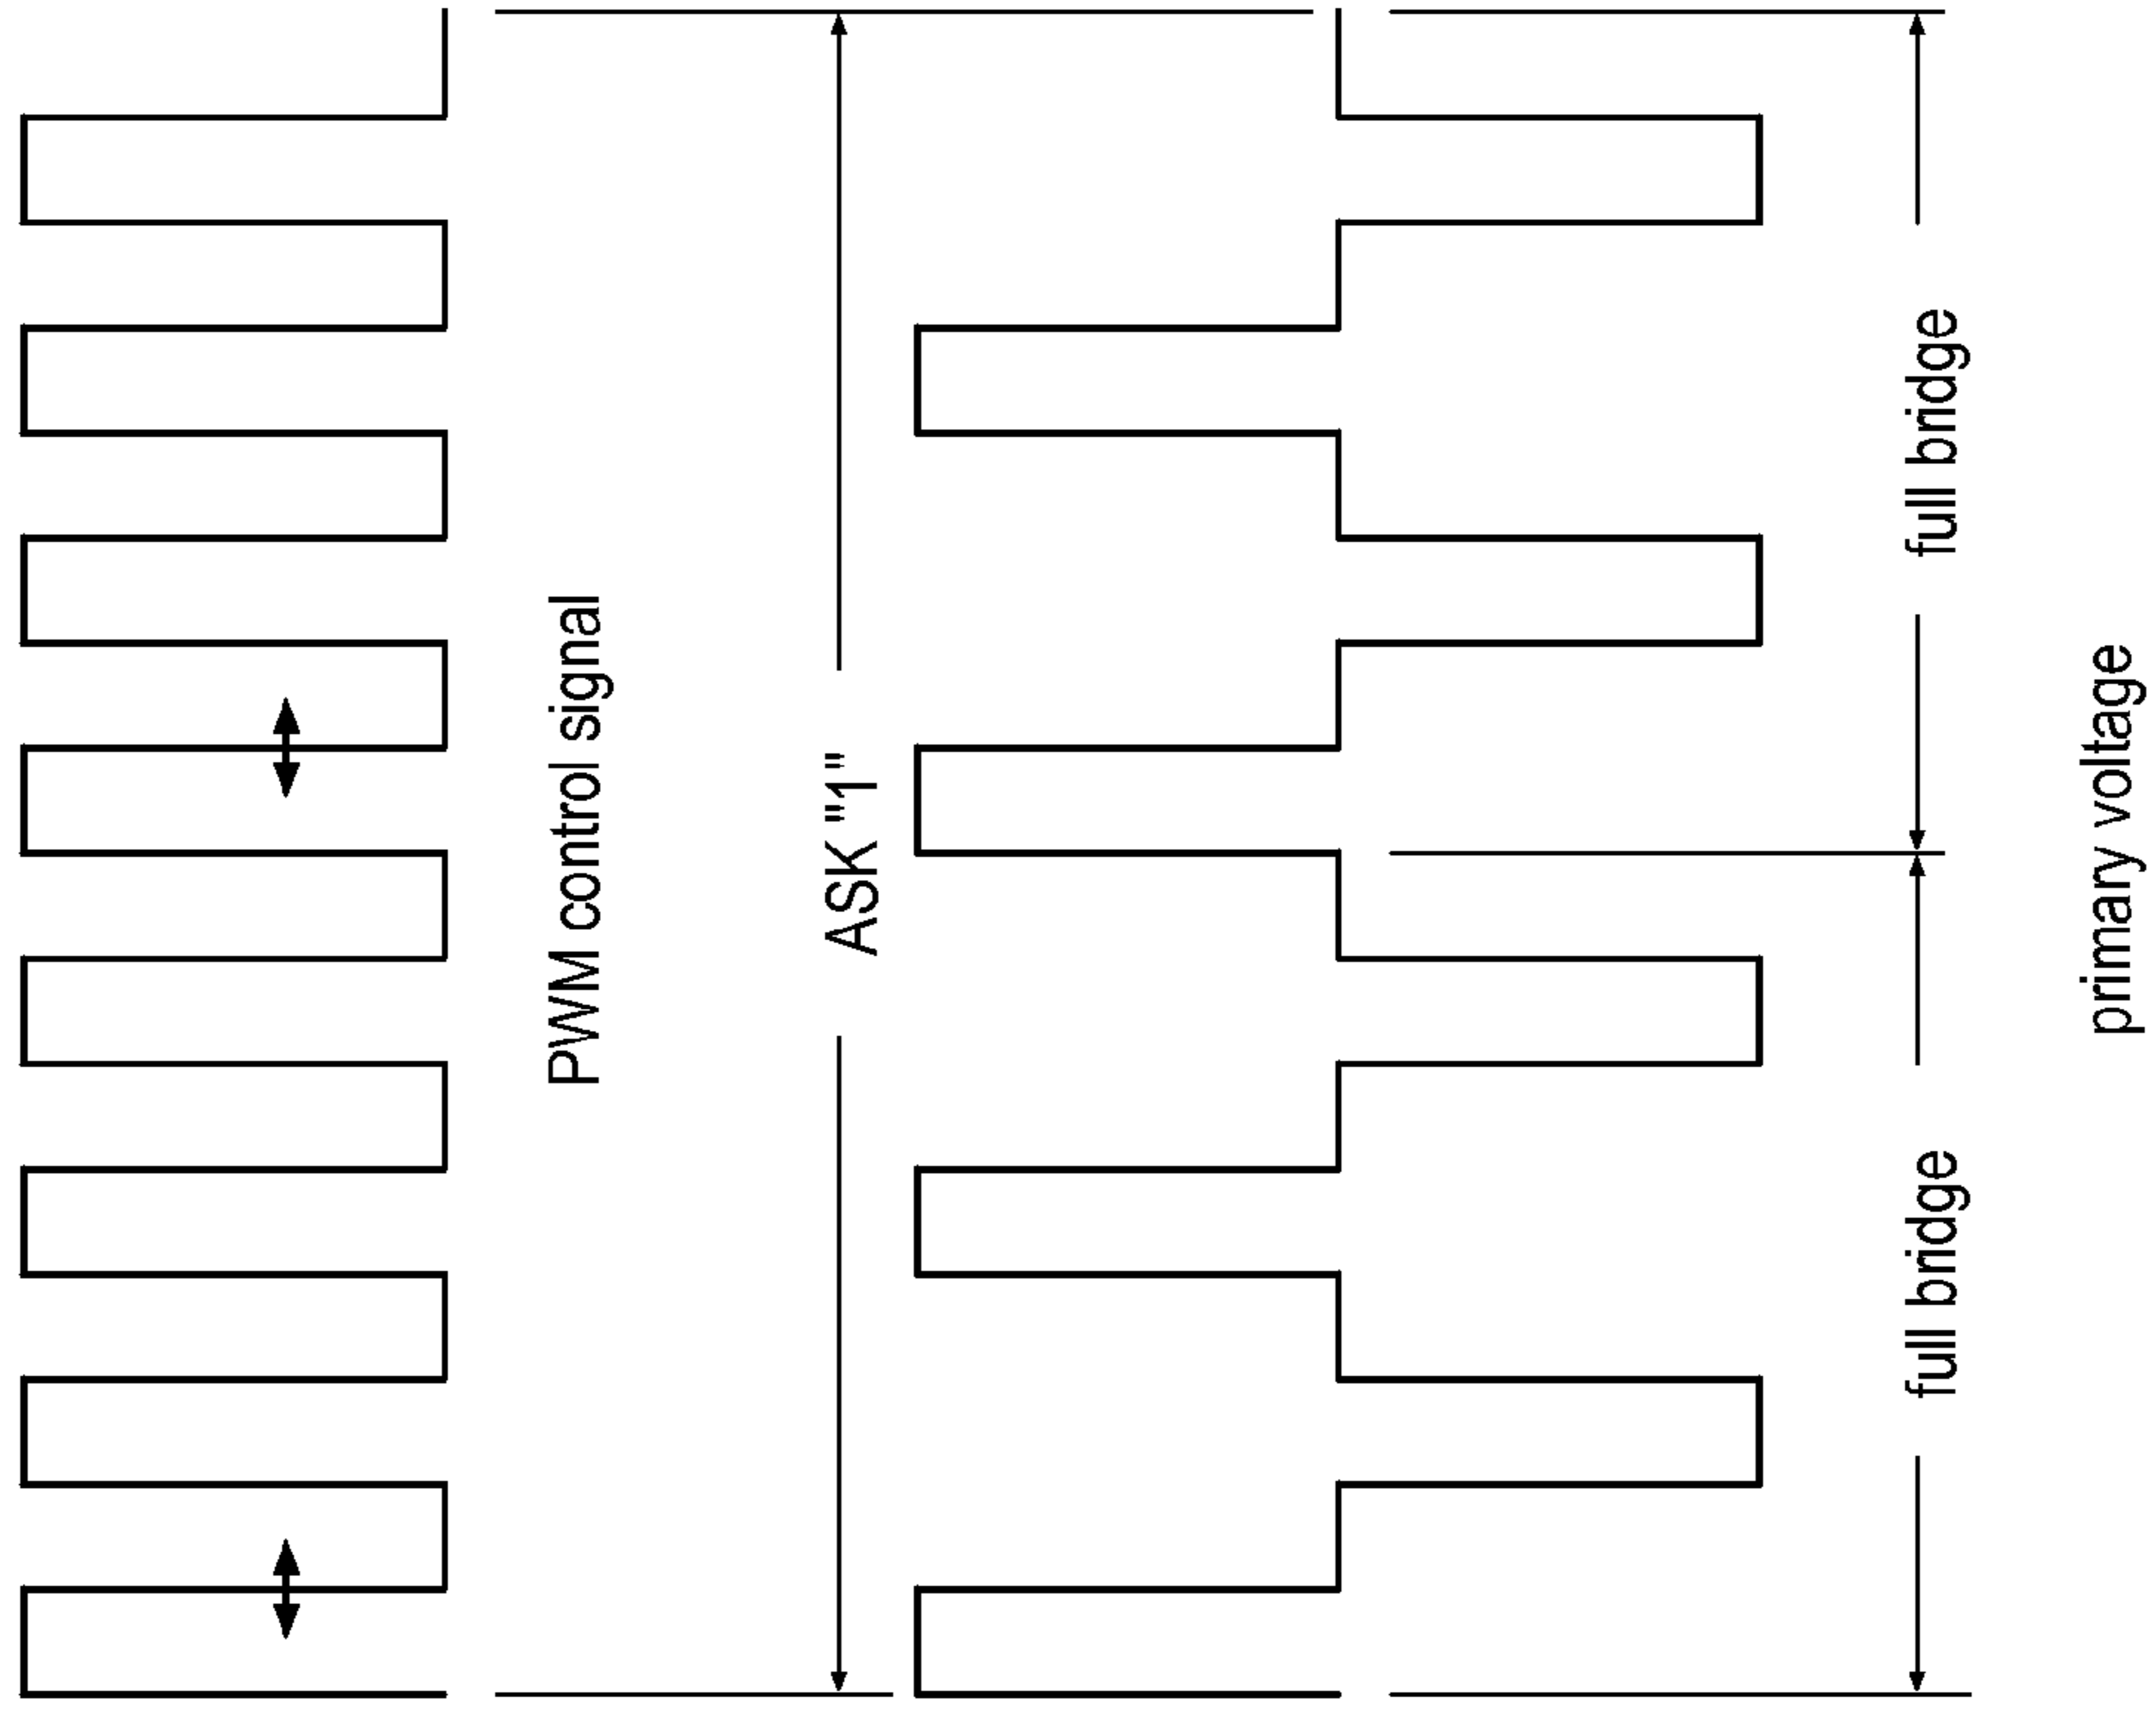 PWM control signal
ASK "1"
full bridge
full bridge
primary voltage